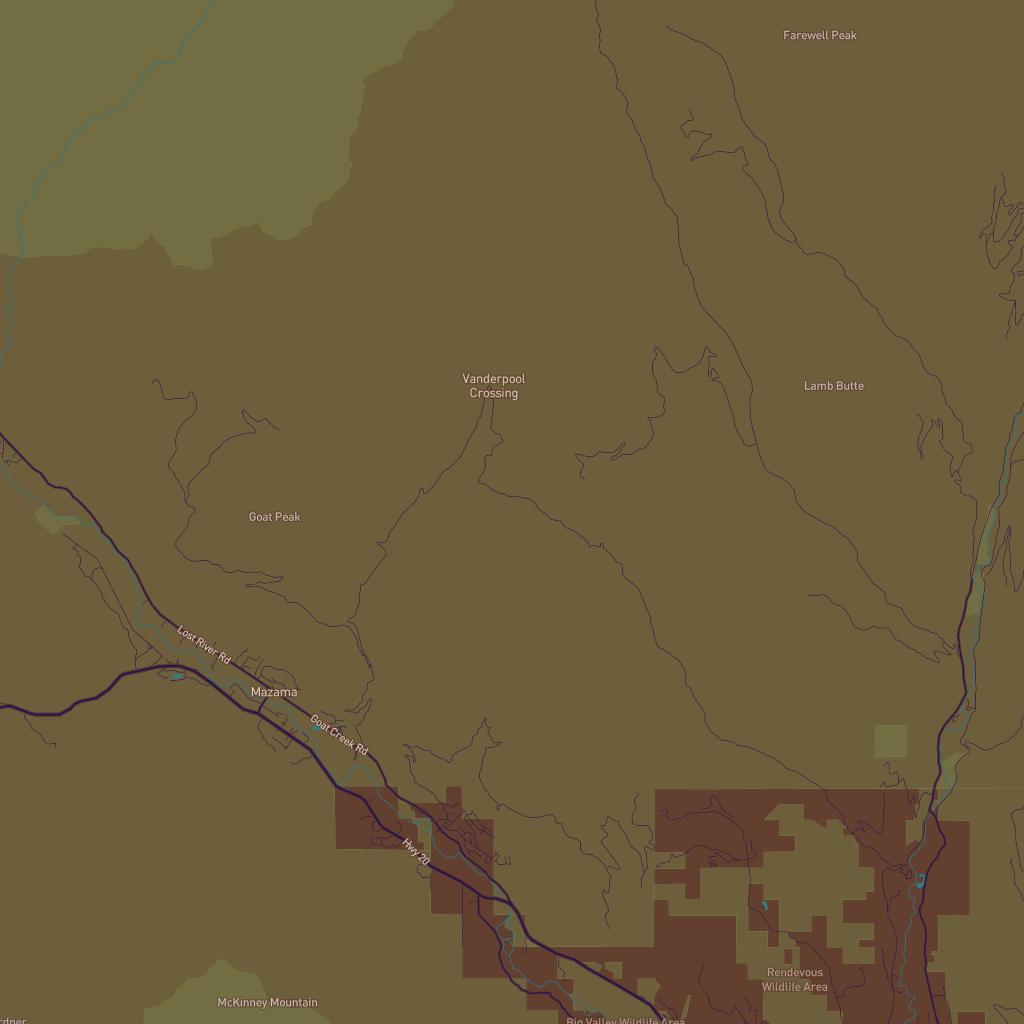 Farewell Peak
Vanderpool
Crossing
Lamb Butte
Goat Peak
Lost River Rd
Mazama
Goat Creek Rd
Hwy 20
Rendevous
Wildlife Area
McKinney Mountain
Big Valley Wildlife Area